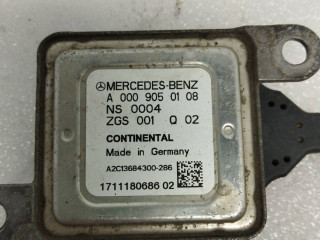 MERCEDES-BENZ
A 000 905 01 08
NS 0004
ZGS 001 Q 02
CONTINENTAL
Made in Germany
A2C13684300-286
1711180686 02